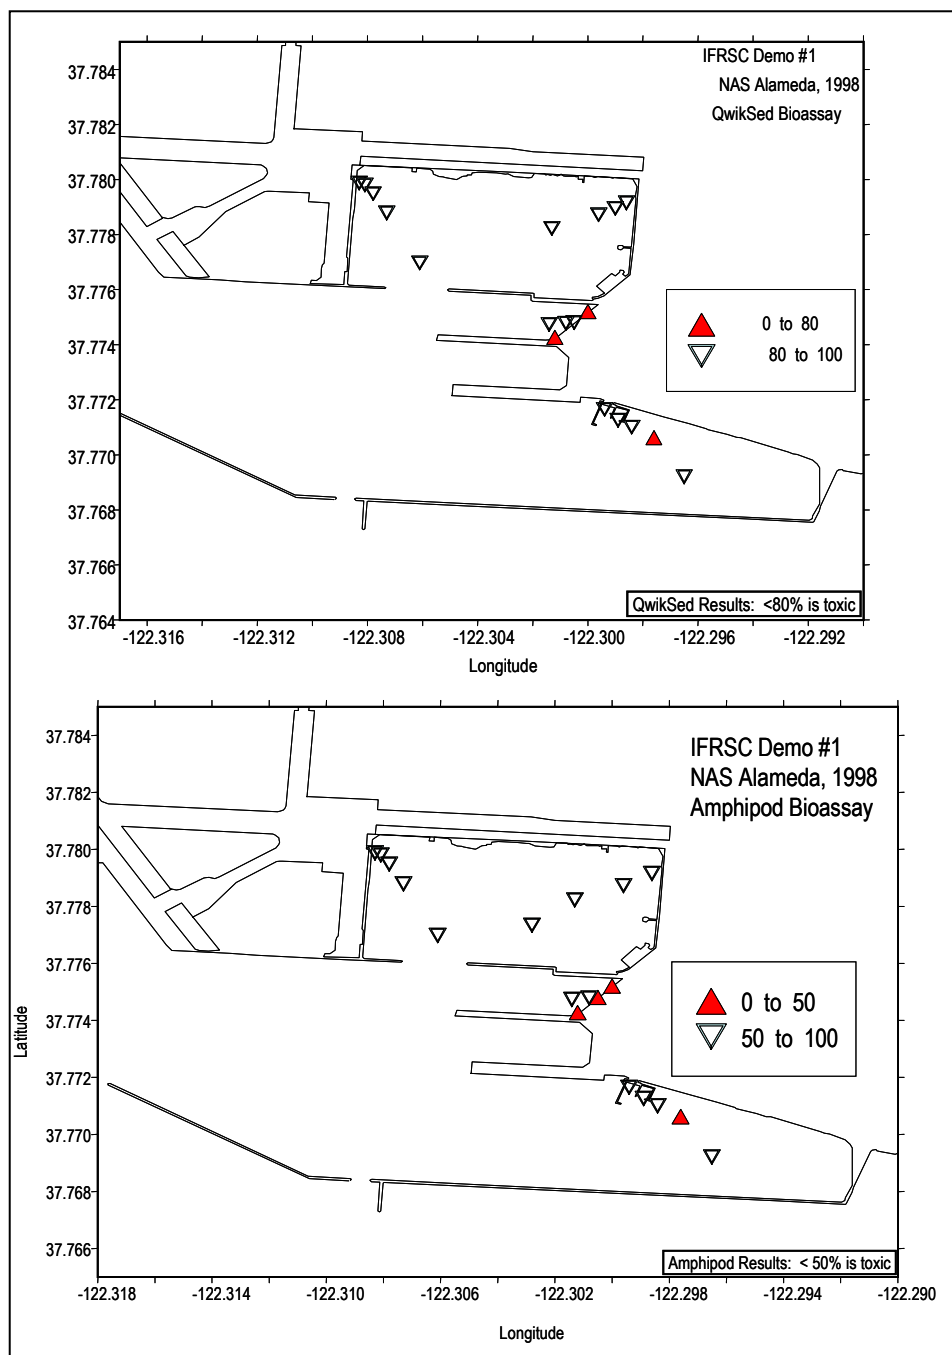 IFRSC Demo #1
NAS Alameda, 1998
QwikSed Bioassay
37.784
37.782
37.780
37.778
37.776
37.774
37.772
37.770
37.768
37.766
37.764
0 to 80
80 to 100
QwikSed Results: <80% is toxic
-122.316 -122.312 -122.308 -122.304 -122.300 -122.296 -122.292
Longitude
IFRSC Demo #1
NAS Alameda, 1998
Amphipod Bioassay
37.784
37.782
37.780
37.778
37.776
37.774
37.772
37.770
37.768
37.766
Latitude
0 to 50
50 to 100
Amphipod Results: < 50% is toxic
-122.318 -122.314 -122.310 -122.306 -122.302 -122.298 -122.294 -122.290
Longitude